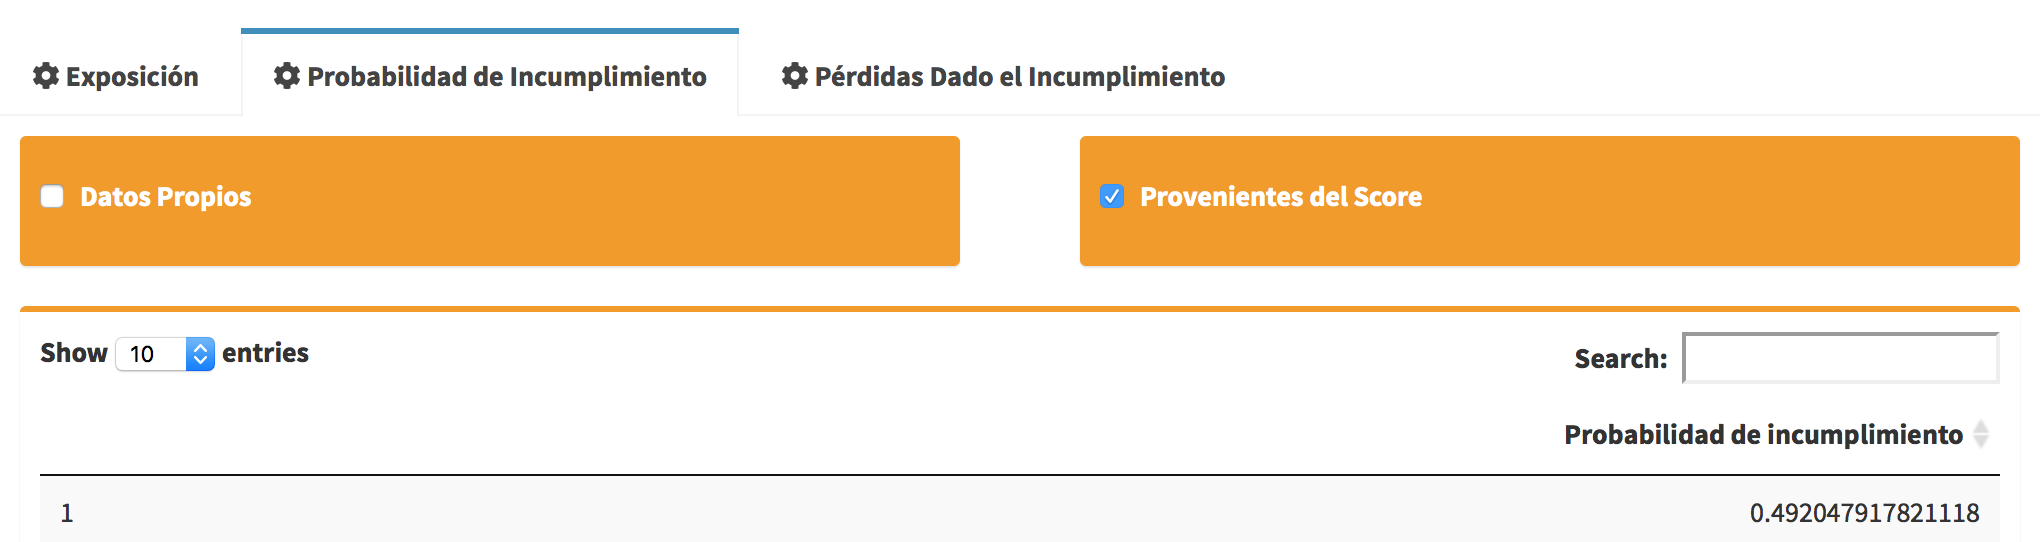 Exposición Probabilidad de Incumplimiento Pérdidas Dado el Incumplimiento
Datos Propios Provenientes del Score
Show 10 entries Search:
Probabilidad de incumplimiento
1 0.492047917821118